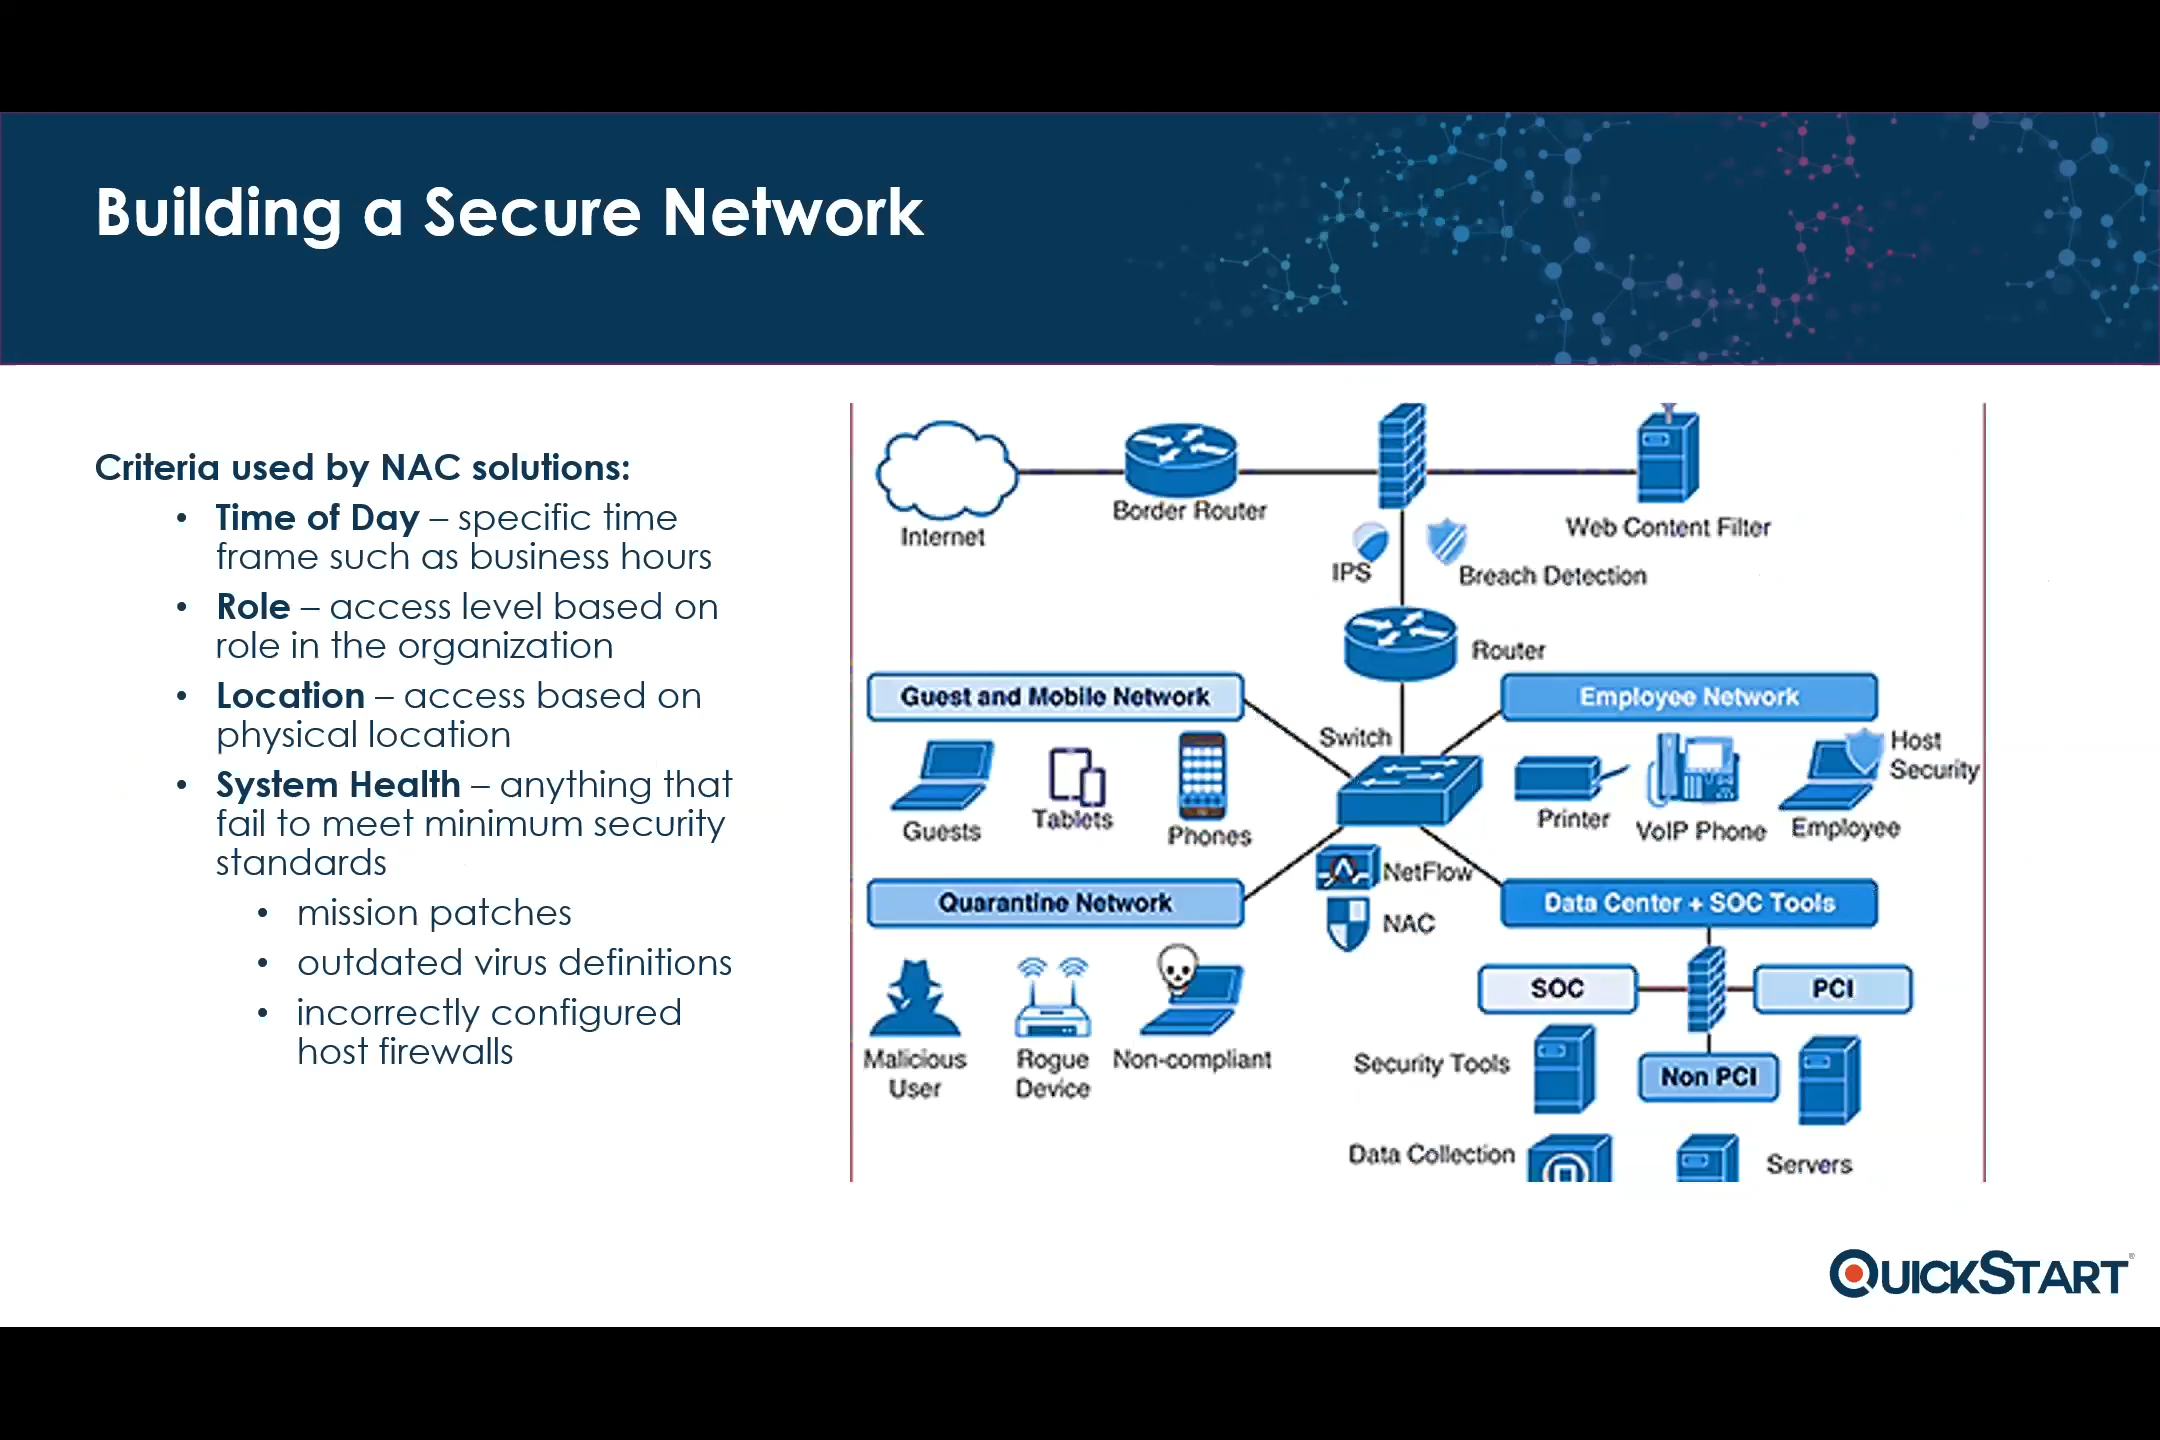 Building a Secure Network
Criteria used by NAC solutions:
• Time of Day – specific time
frame such as business hours
• Role – access level based on
role in the organization
• Location – access based on
physical location
• System Health – anything that
fail to meet minimum security
standards
• mission patches
• outdated virus definitions
• incorrectly configured
host firewalls
Internet
Border Router
Web Content Filter
IPS
Breach Detection
Router
Guest and Mobile Network
Employee Network
Switch
Guests
Tablets
Phones
Printer
VoIP Phone
Employee
Host
Security
NetFlow
NAC
Quarantine Network
Data Center + SOC Tools
Malicious
User
Rogue
Device
Non-compliant
SOC
PCI
Non PCI
Security Tools
Data Collection
Servers
QUICKSTART®